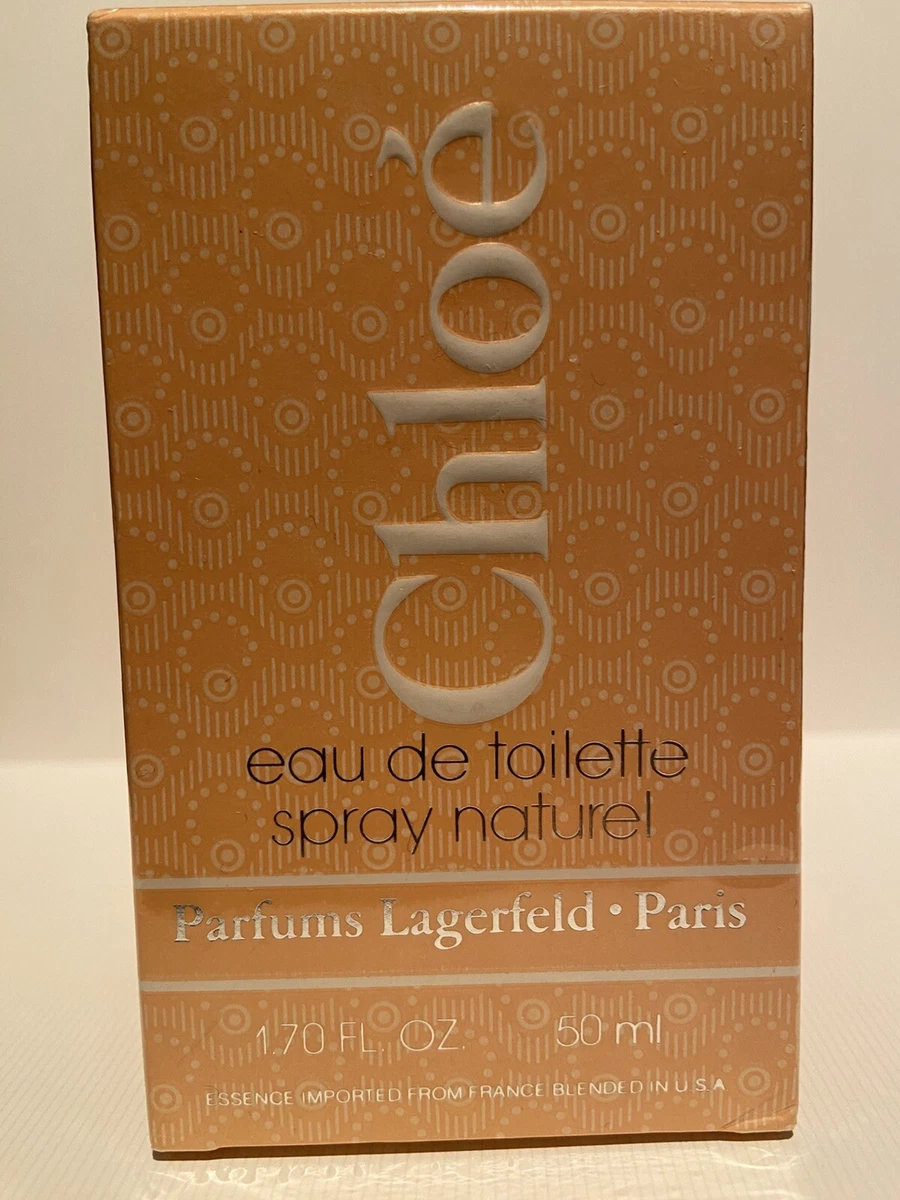 Chloé
eau de toilette
spray naturel
Parfums Lagerfeld • Paris
1.70 FL. OZ. 50 ml
ESSENCE IMPORTED FROM FRANCE BLENDED IN U.S.A